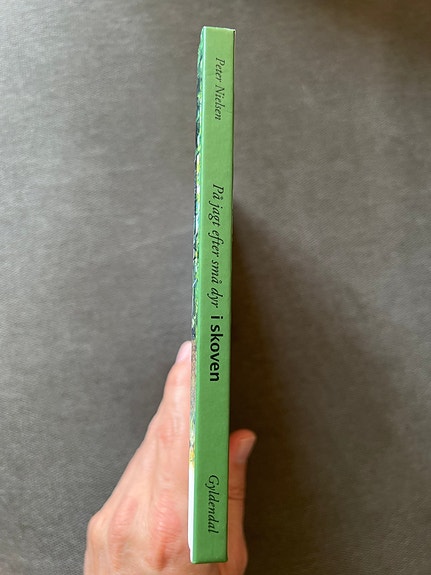 Peter Nielsen
På jagt efter små dyr i skoven
Gyldendal